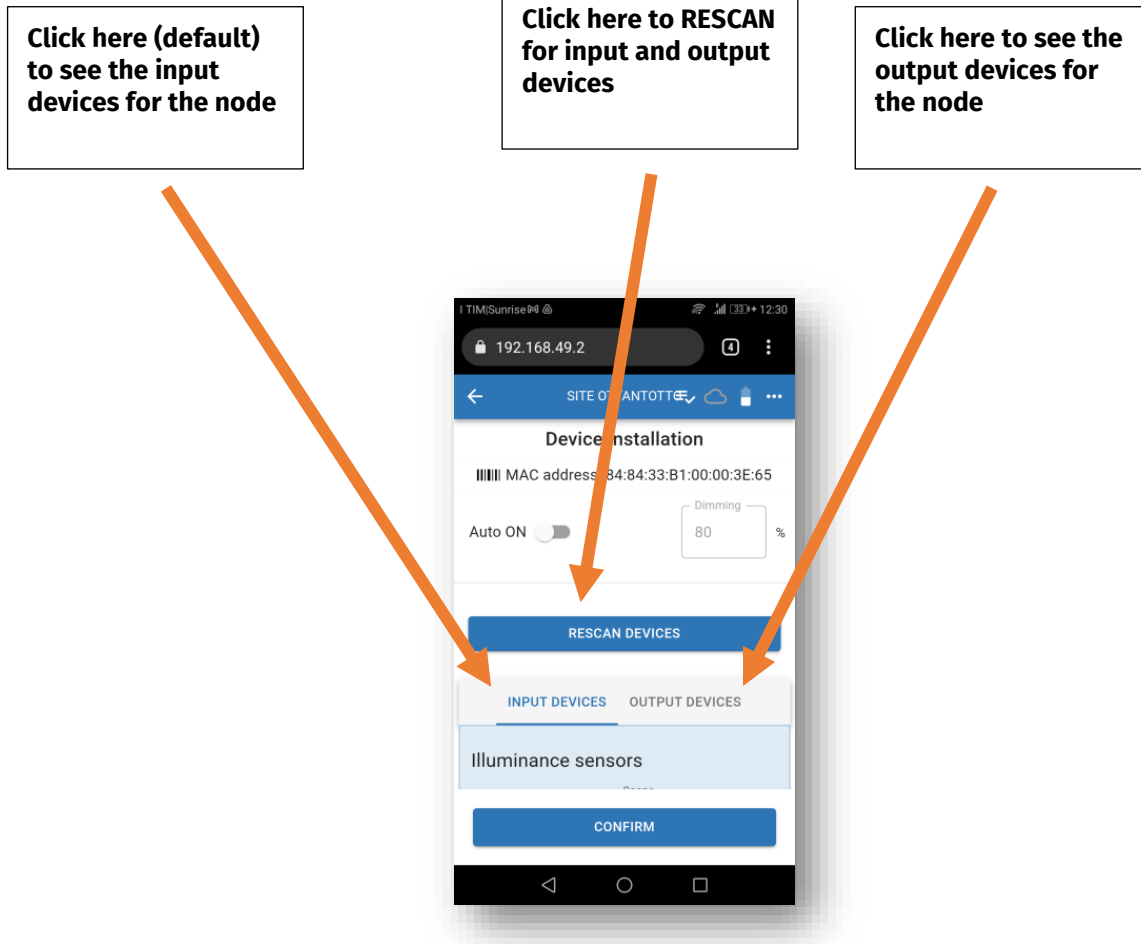 Click here (default)
to see the input
devices for the node
Click here to RESCAN
for input and output
devices
Click here to see the
output devices for
the node
TIM|Sunrise
33 12:30
192.168.49.2
4
SITE
Device
MAC address 84:84:33:B1:00:00:3E:65
Auto ON
Dimming
80
%
RESCAN DEVICES
INPUT DEVICES OUTPUT DEVICES
Illuminance sensors
CONFIRM